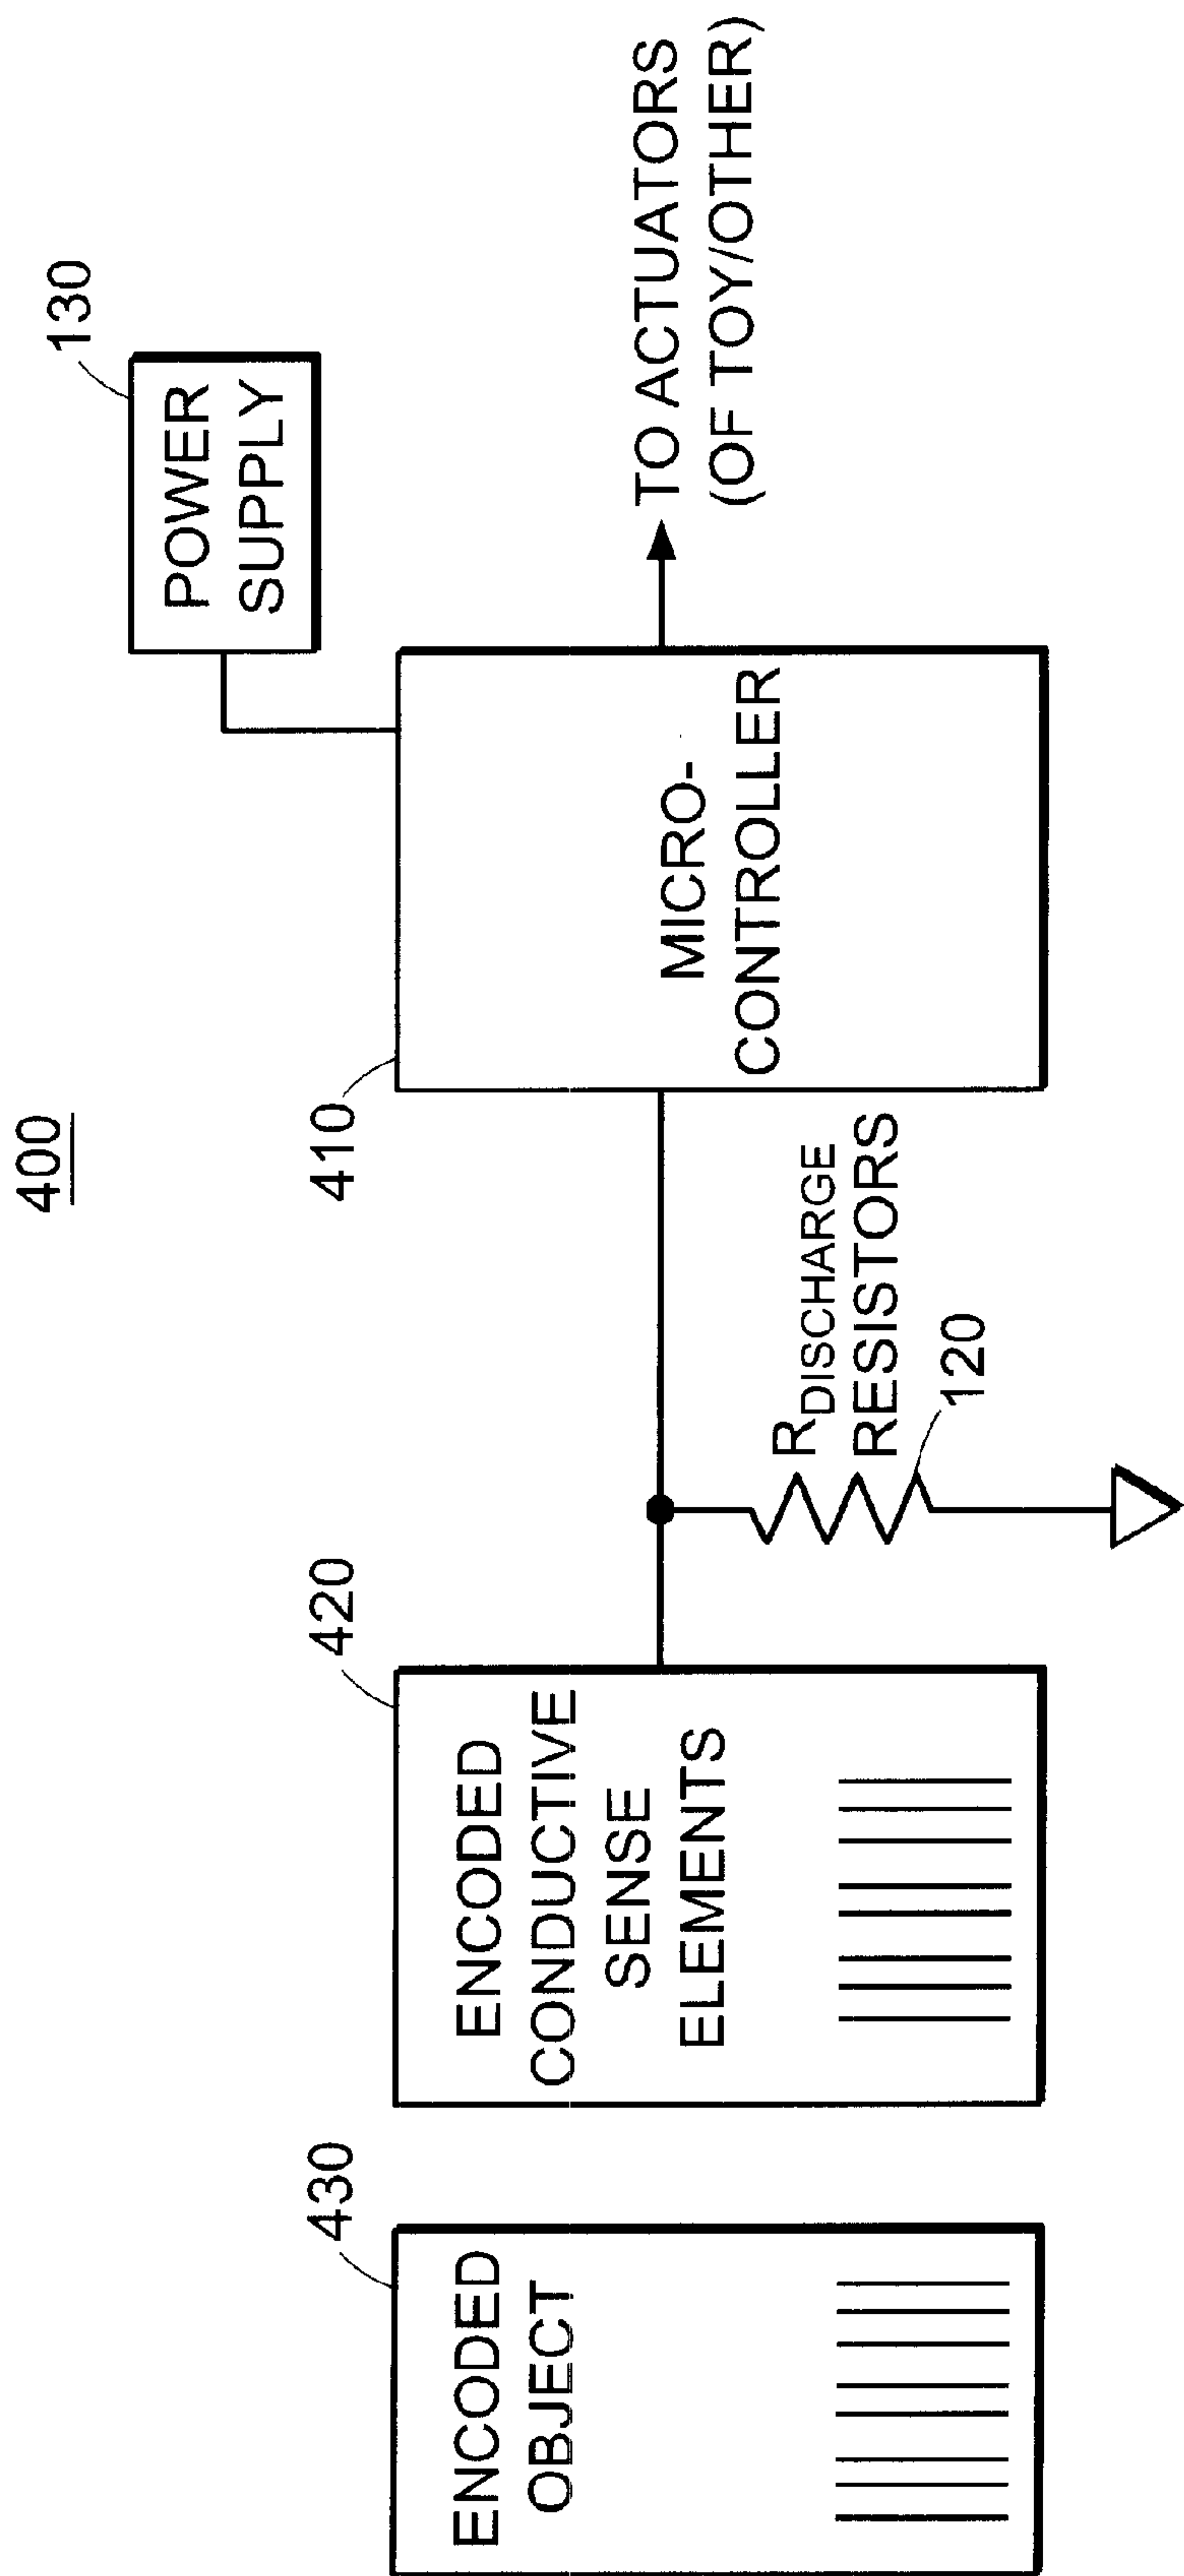 400
130
POWER
SUPPLY
410
MICRO-
CONTROLLER
TO ACTUATORS
(OF TOY/OTHER)
RDISCHARGE
RESISTORS
120
420
ENCODED
CONDUCTIVE
SENSE
ELEMENTS
430
ENCODED
OBJECT